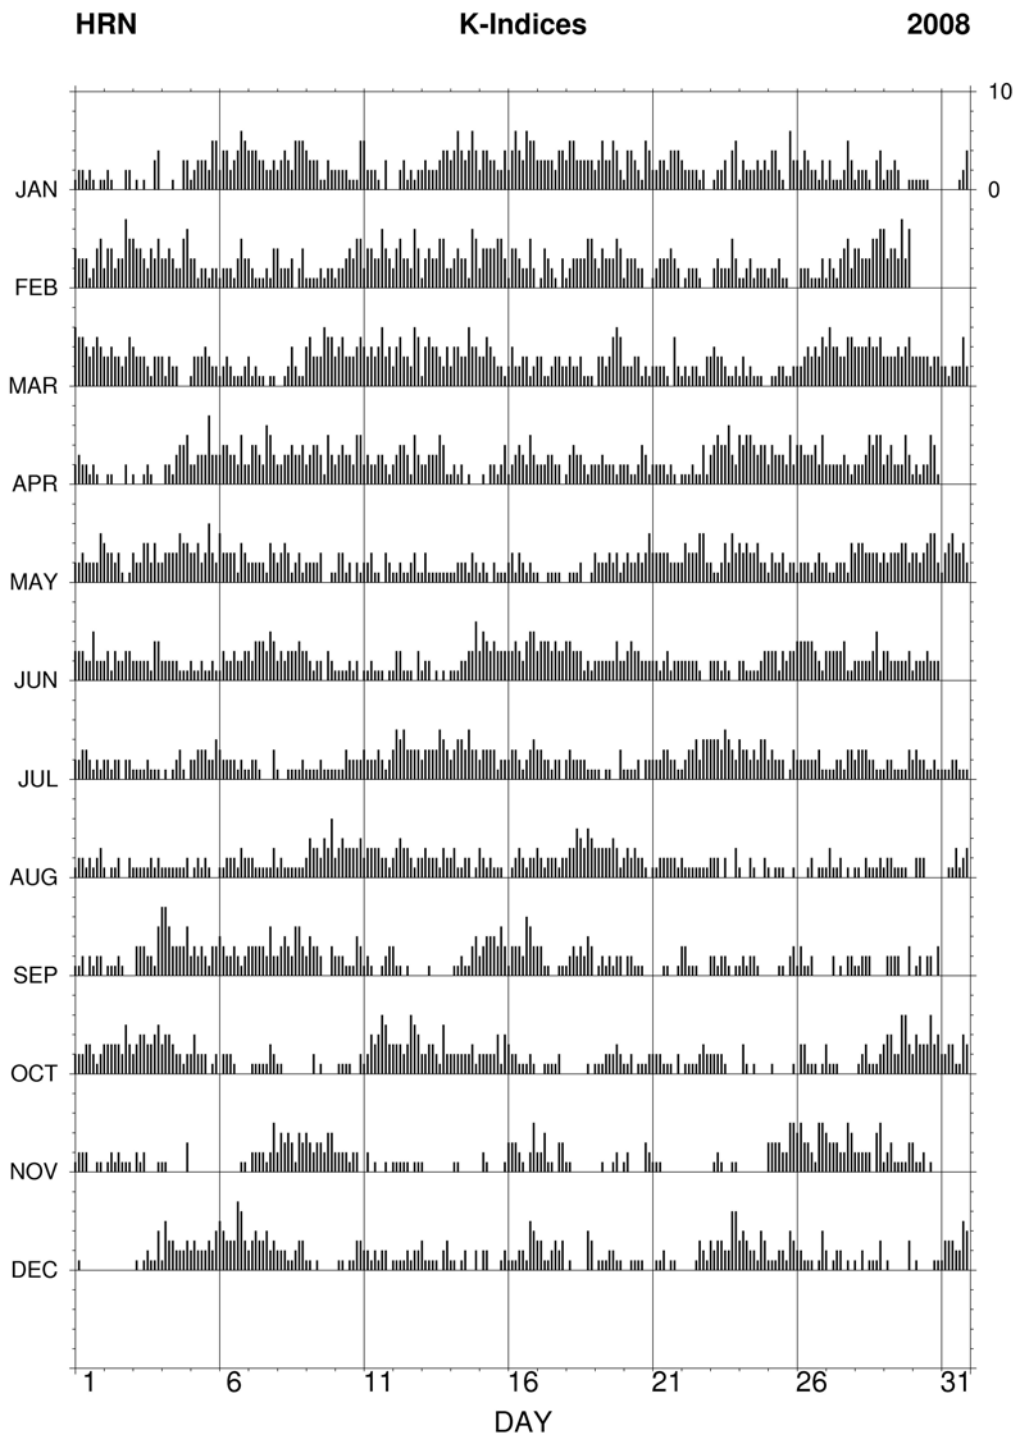 HRN K-Indices 2008
10
JAN 0
FEB
MAR
APR
MAY
JUN
JUL
AUG
SEP
OCT
NOV
DEC
1 6 11 16 21 26 31
DAY